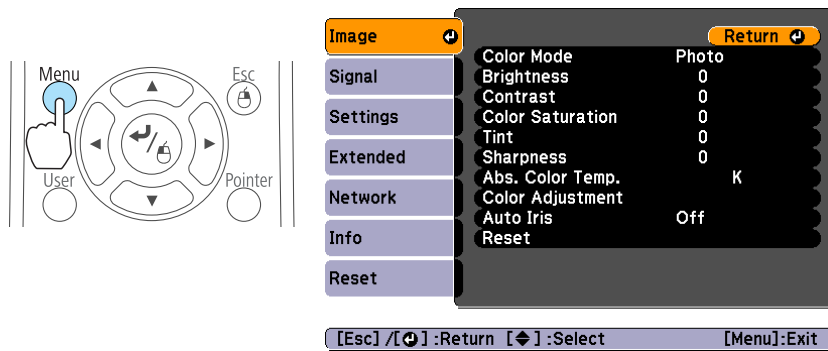 Menu
Esc
User
Pointer
Image
Signal
Settings
Extended
Network
Info
Reset
Return
Color Mode Photo
Brightness 0
Contrast 0
Color Saturation 0
Tint 0
Sharpness 0
Abs. Color Temp. K
Color Adjustment
Auto Iris Off
Reset
[Esc] /[ ] :Return [ ] :Select [Menu]:Exit